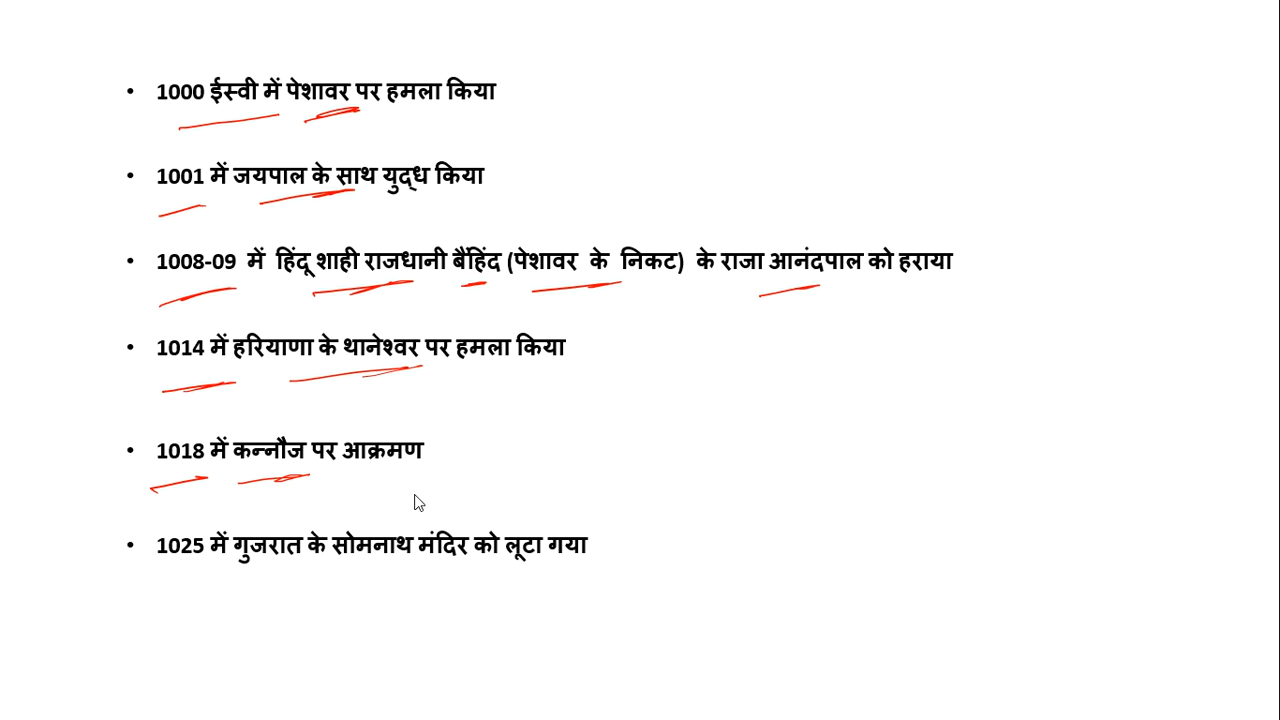 • 1000 ईस्वी में पेशावर पर हमला किया
• 1001 में जयपाल के साथ युद्ध किया
• 1008-09 में हिंदू शाही राजधानी बैंहिंद (पेशावर के निकट) के राजा आनंदपाल को हराया
• 1014 में हरियाणा के थानेश्वर पर हमला किया
• 1018 में कन्नौज पर आक्रमण
• 1025 में गुजरात के सोमनाथ मंदिर को लूटा गया